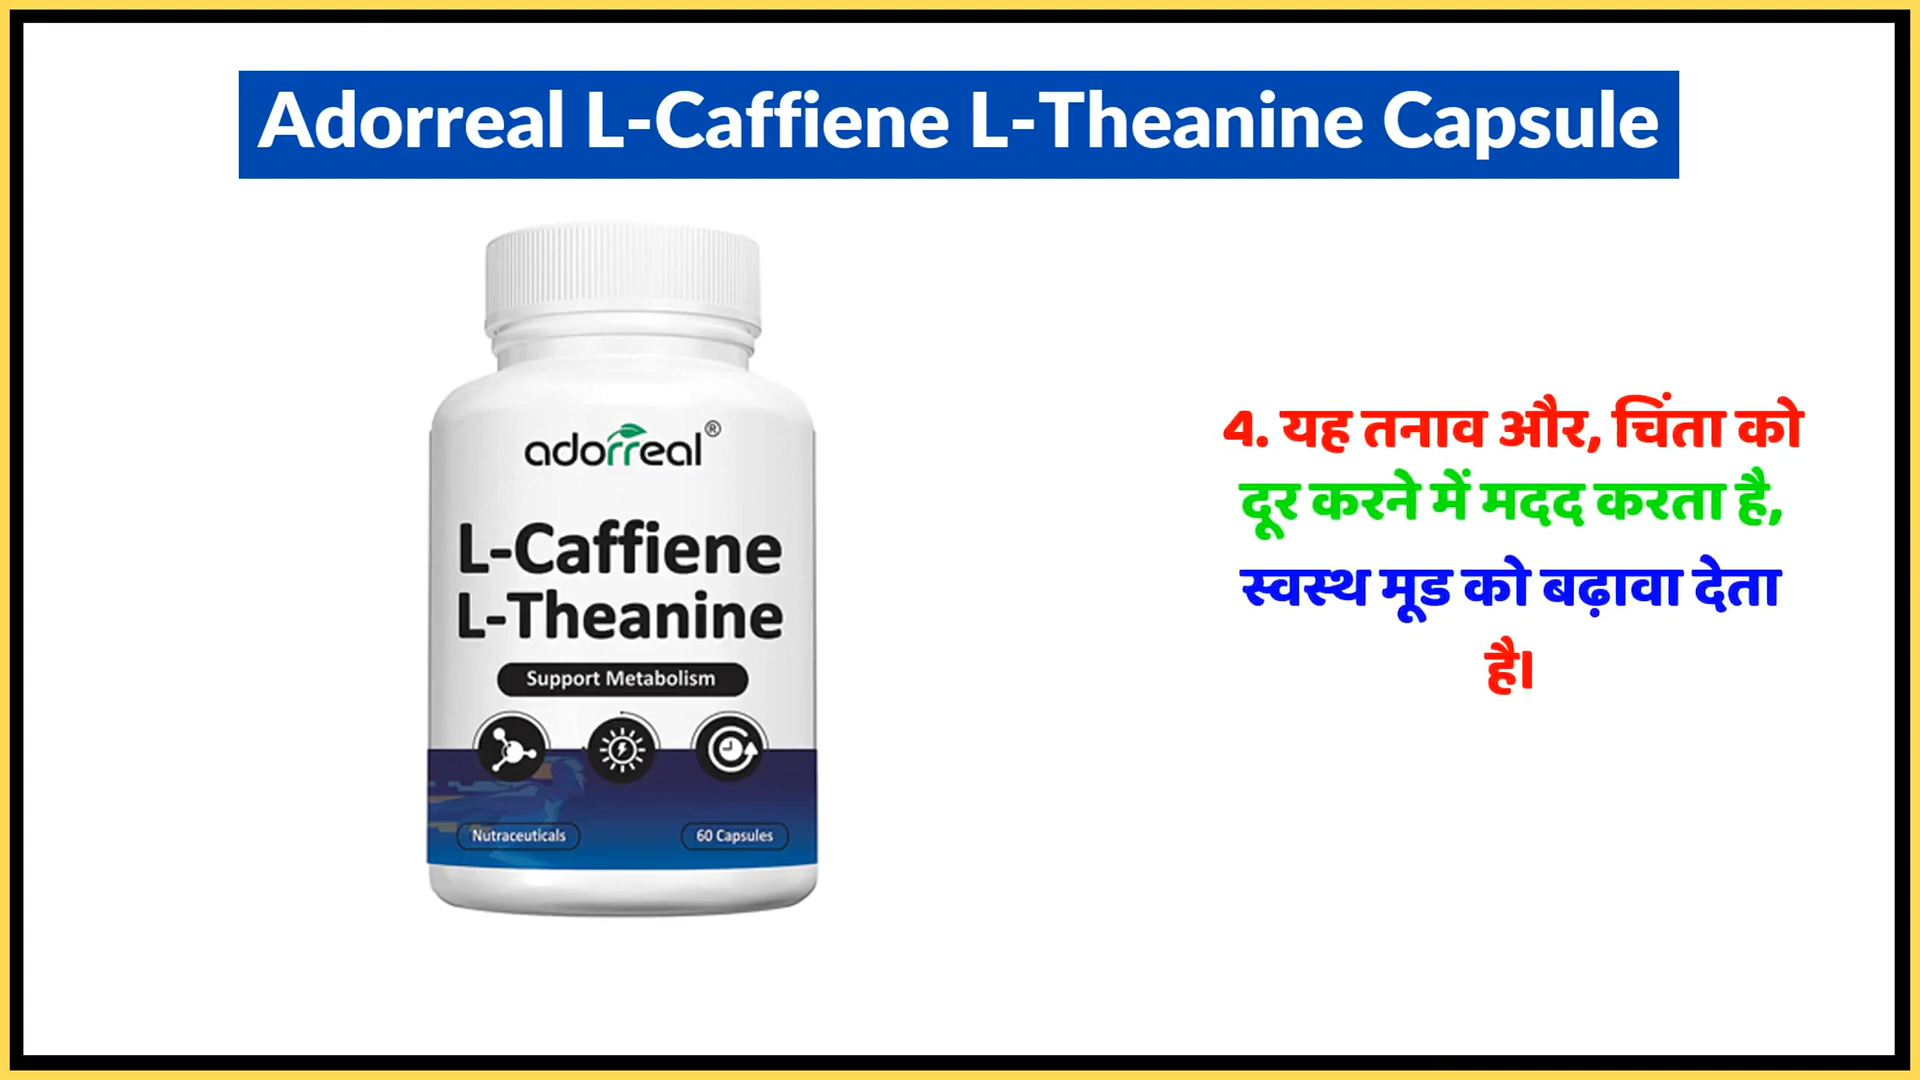 Adorreal L-Caffiene L-Theanine Capsule
adorreal®
L-Caffiene
L-Theanine
Support Metabolism
Nutraceuticals
60 Capsules
4. यह तनाव और, चिंता को
दूर करने में मदद करता है,
स्वस्थ मूड को बढ़ावा देता
है।